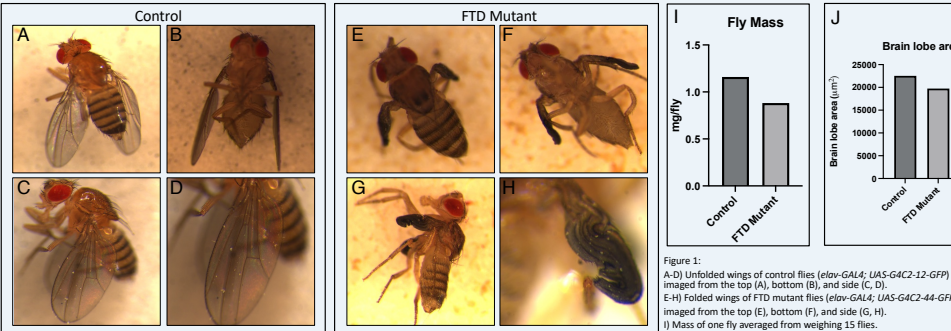 Control
FTD Mutant
A
B
C
D
E
F
G
H
I
Fly Mass
mg/fly
1.5
1.0
0.5
0.0
Control
FTD Mutant
J
Brain lobe
Brain lobe area (μm²)
25000
20000
15000
10000
5000
0
Control
FTD Mutant
Figure 1:
A-D) Unfolded wings of control flies (elav-GAL4; UAS-G4C2-12-GFP)
imaged from the top (A), bottom (B), and side (C, D).
E-H) Folded wings of FTD mutant flies (elav-GAL4; UAS-G4C2-44-
imaged from the top (E), bottom (F), and side (G, H).
I) Mass of one fly averaged from weighing 15 flies.